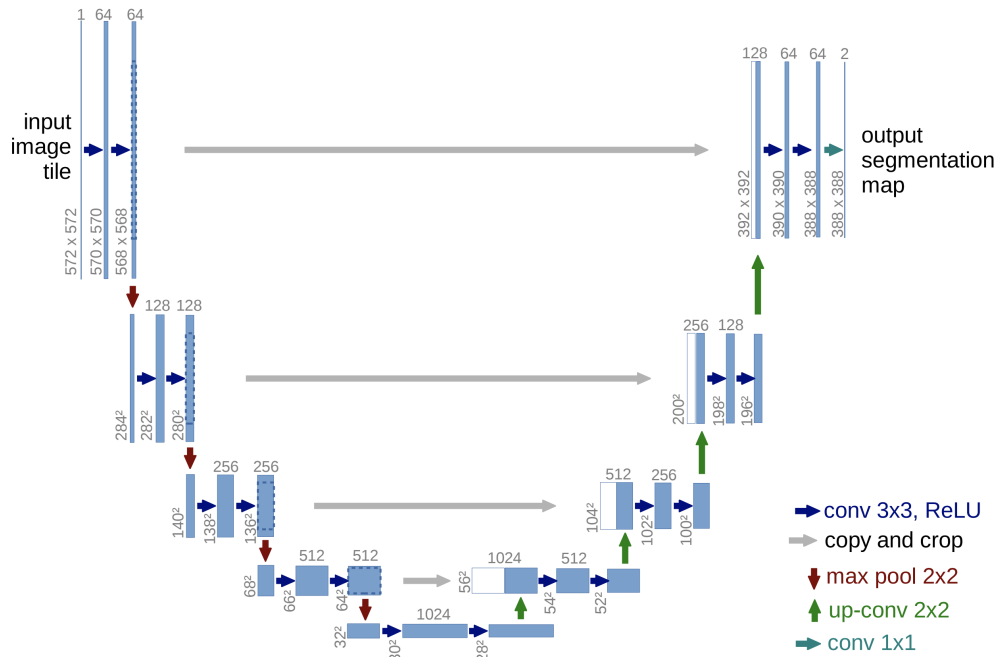 1 64 64
128 64 64 2
input
image
tile
output
segmentation
map
572 x 572
570 x 570
568 x 568
392 x 392
390 x 390
388 x 388
388 x 388
128 128
256 128
284²
282²
280²
200²
198²
196²
256 256
512 256
140²
138²
136²
104²
102²
100²
conv 3x3, ReLU
copy and crop
max pool 2x2
up-conv 2x2
conv 1x1
512 512
1024 512
68²
66²
64²
56²
54²
52²
1024
32²